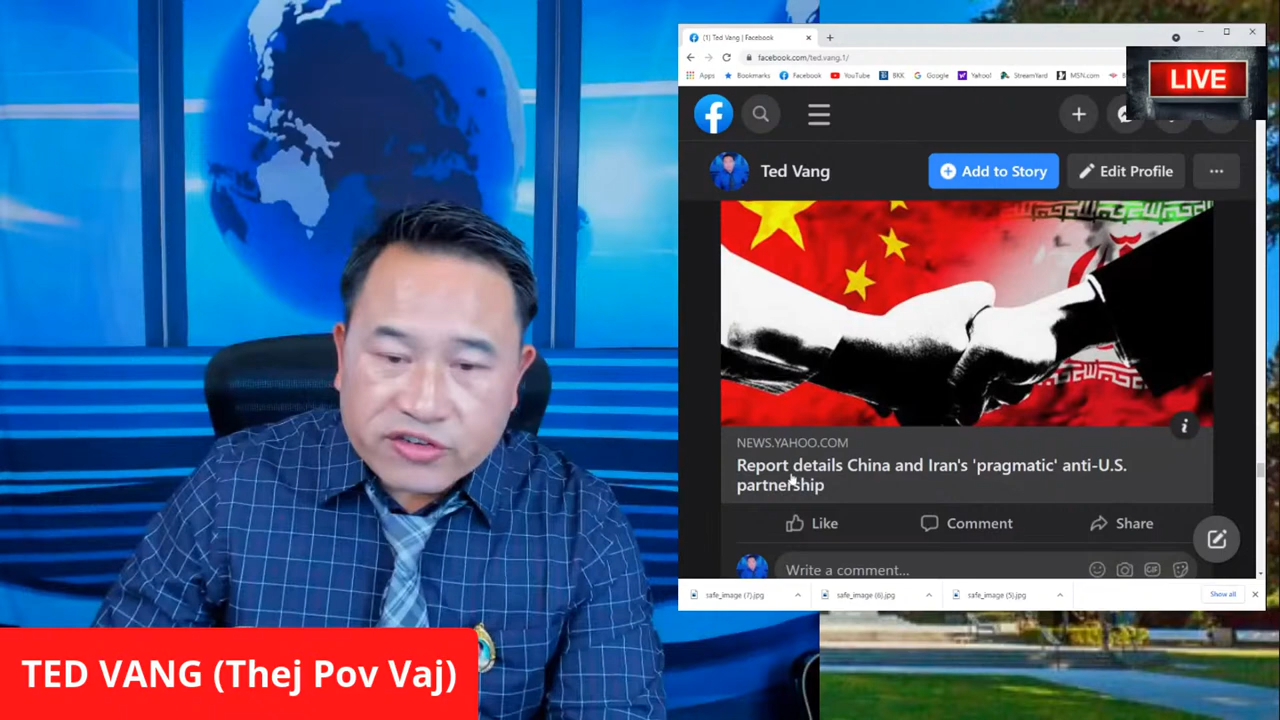 (1) Ted Vang | Facebook
facebook.com/ted.vang.1/
Apps Bookmarks Facebook YouTube BKK Google Yahoo! StreamYard MSN.com
LIVE
Ted Vang
Add to Story
Edit Profile
NEWS.YAHOO.COM
Report details China and Iran's 'pragmatic' anti-U.S.
partnership
Like Comment Share
Write a comment...
GIF
safe_image (7).jpg safe_image (6).jpg safe_image (5).jpg Show all
TED VANG (Thej Pov Vaj)